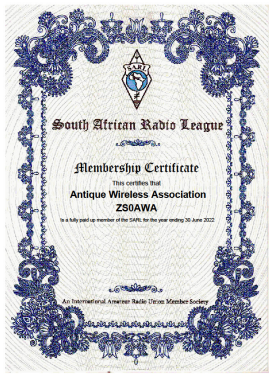 S.A.R.L.
South African Radio League
Membership Certificate
This certifies that
Antique Wireless Association
ZS0AWA
Is a fully paid up member of the SARL for the year ending 30 June 2022
An International Amateur Radio Union Member Society